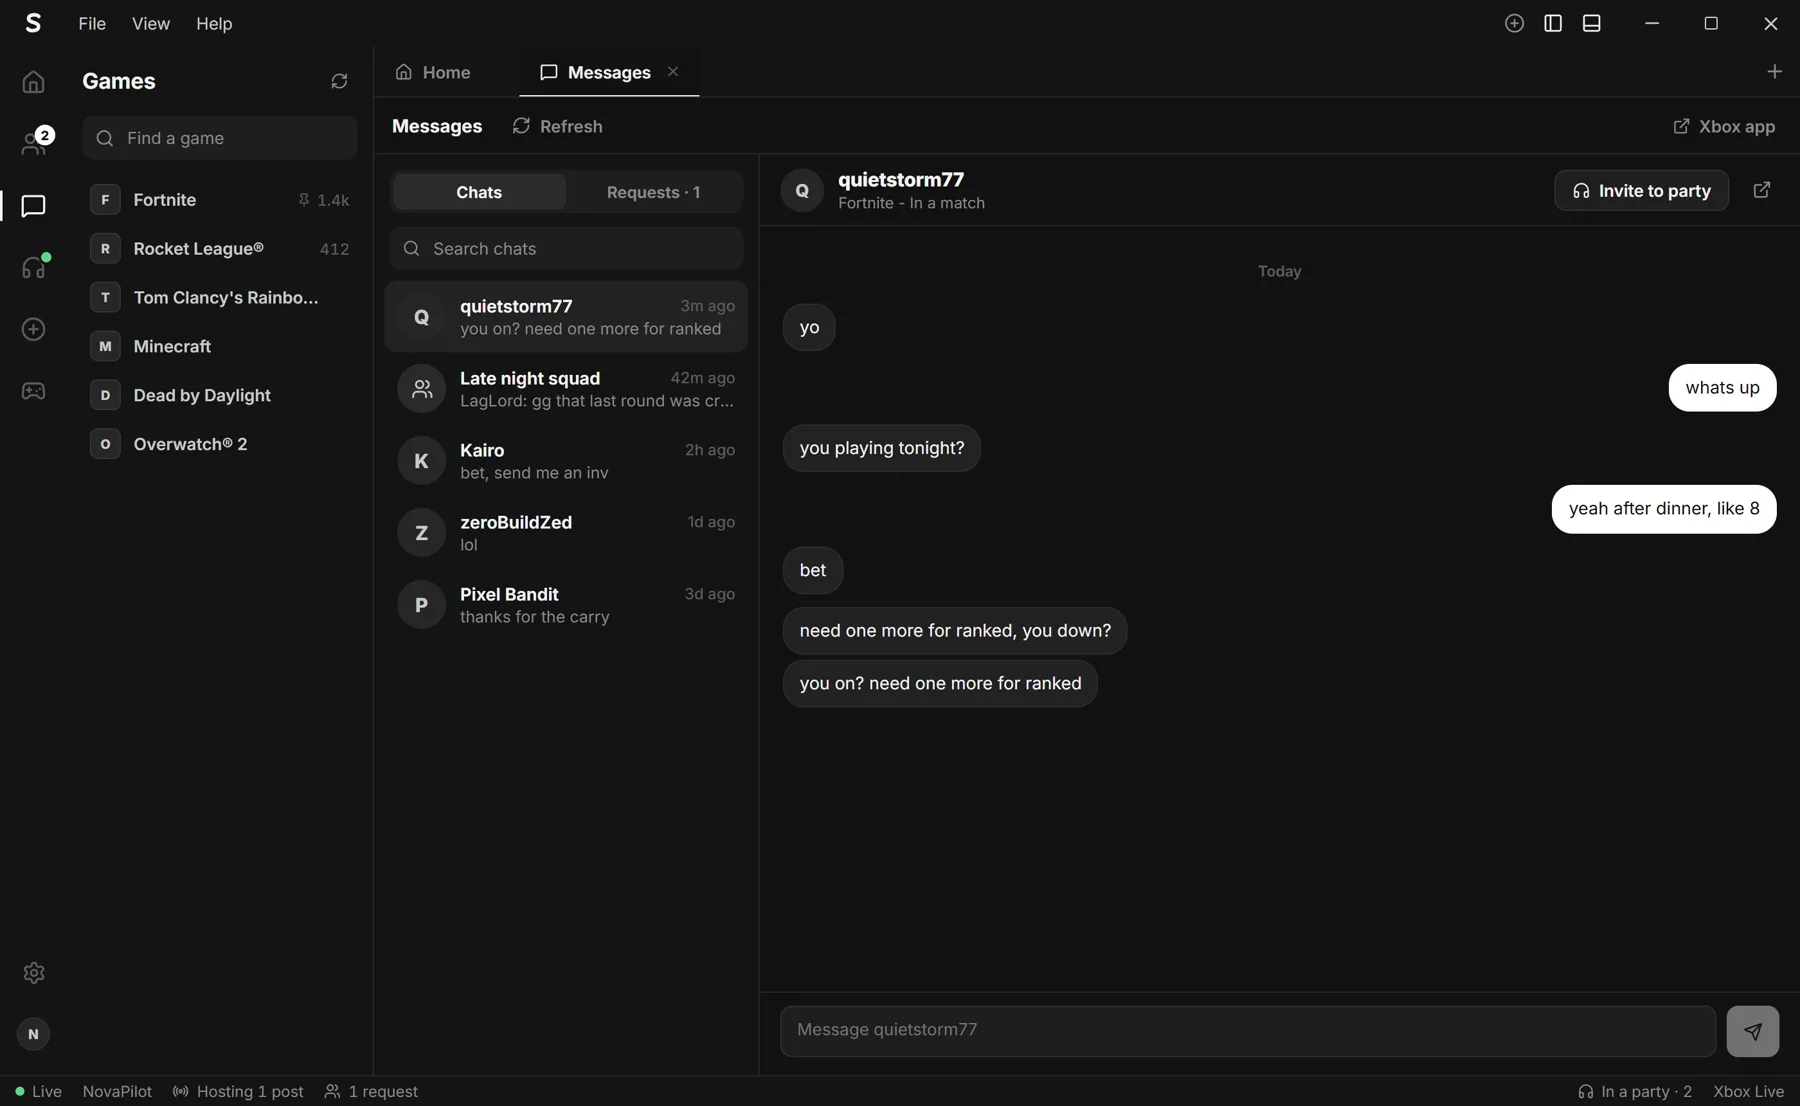 S File View Help
Games
2
Find a game
F Fortnite 1.4k
R Rocket League® 412
T Tom Clancy's Rainbo...
M Minecraft
D Dead by Daylight
O Overwatch® 2
N
Home Messages
Messages Refresh Xbox app
Chats Requests · 1
Search chats
Q quietstorm77 3m ago
you on? need one more for ranked
Late night squad 42m ago
LagLord: gg that last round was cr...
K Kairo 2h ago
bet, send me an inv
Z zeroBuildZed 1d ago
lol
P Pixel Bandit 3d ago
thanks for the carry
Q quietstorm77
Fortnite - In a match
Invite to party
Today
yo
whats up
you playing tonight?
yeah after dinner, like 8
bet
need one more for ranked, you down?
you on? need one more for ranked
Message quietstorm77
Live NovaPilot Hosting 1 post 1 request In a party · 2 Xbox Live